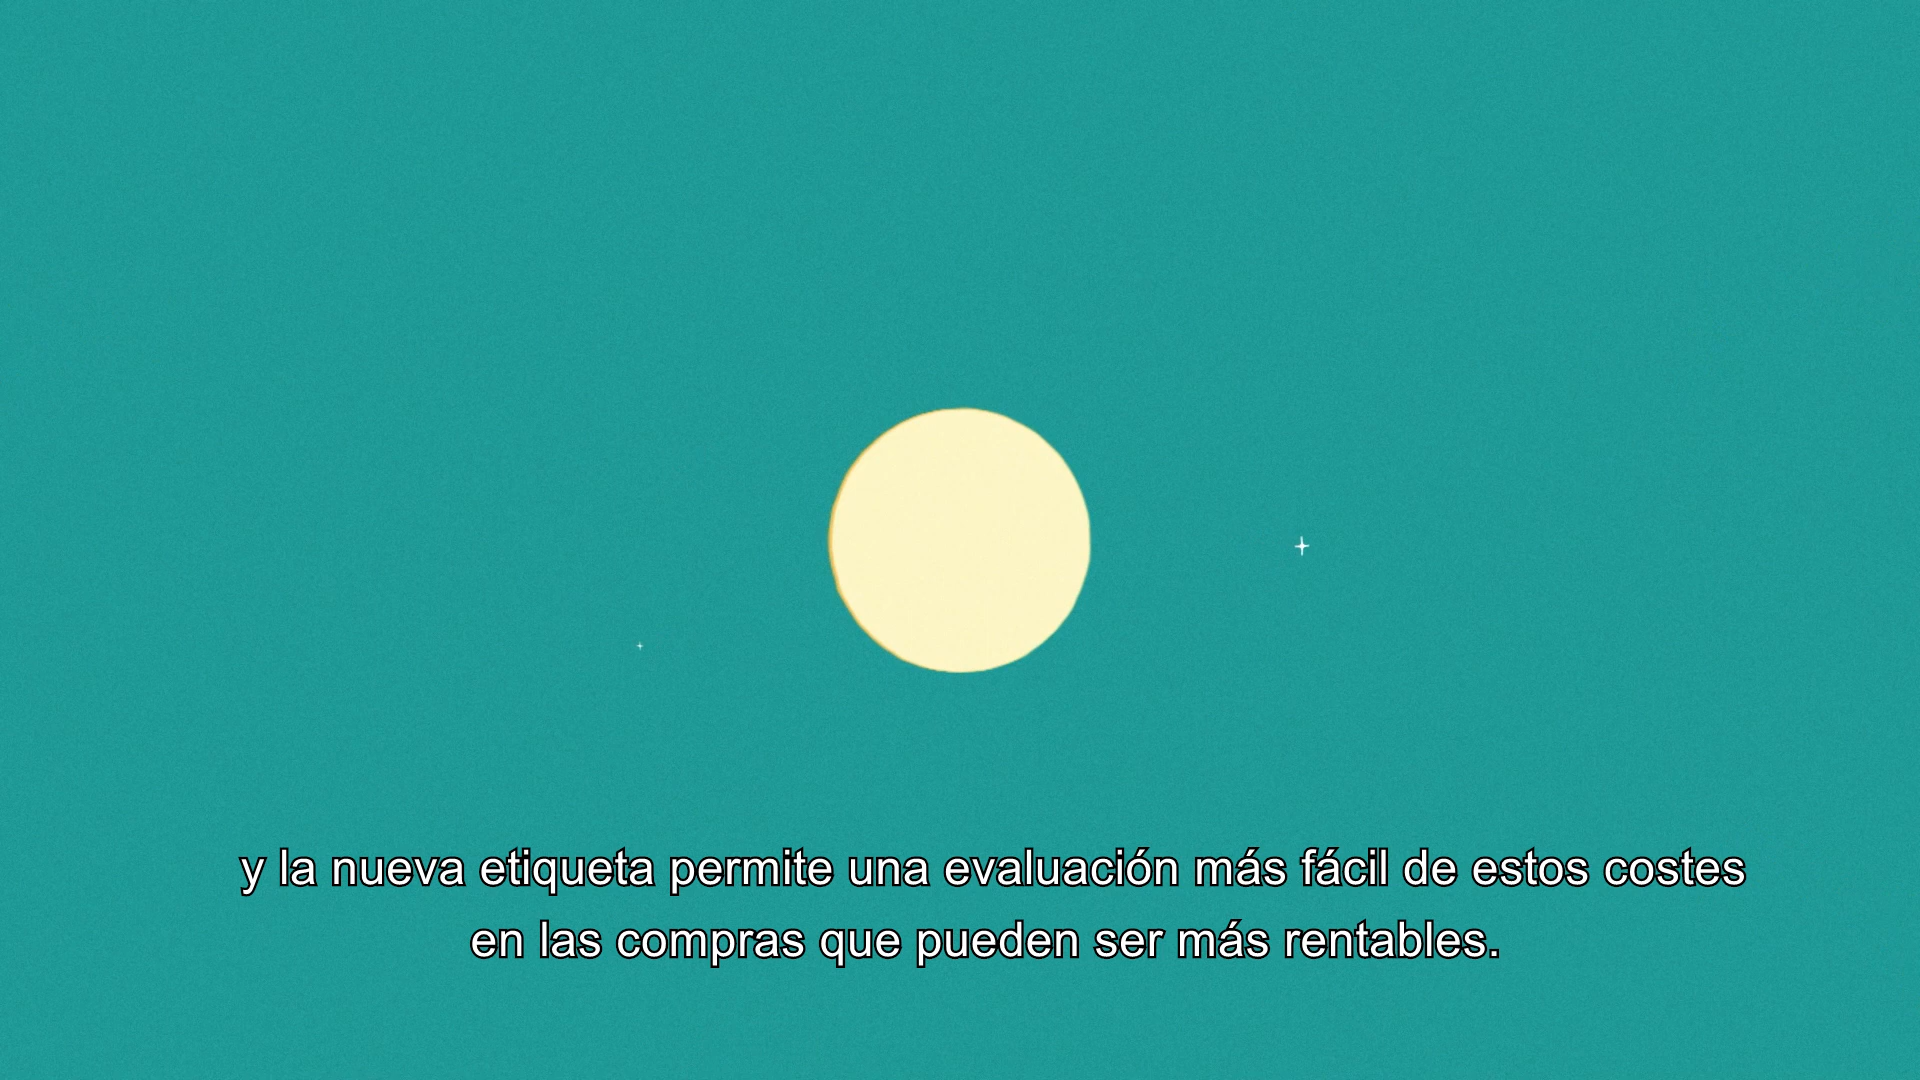 y la nueva etiqueta permite una evaluación más fácil de estos costes
en las compras que pueden ser más rentables.